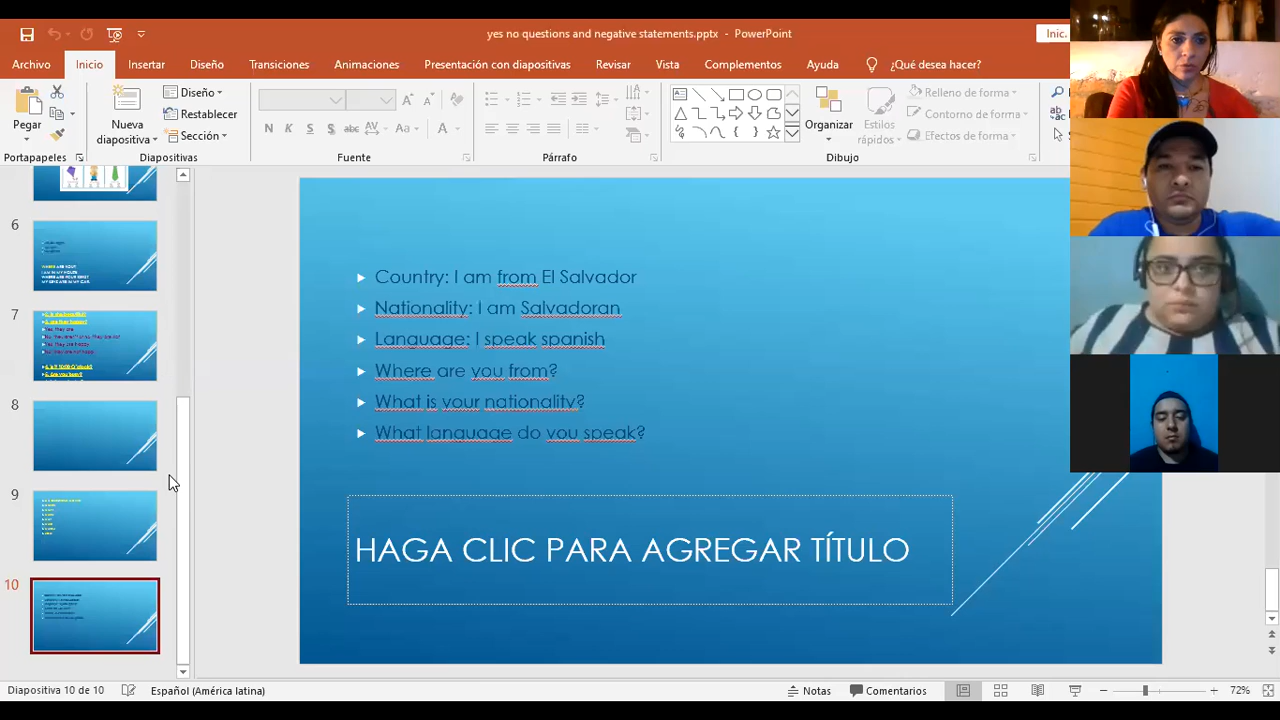 yes no questions and negative statements.pptx - PowerPoint
Inic.
Archivo
Inicio
Insertar
Diseño
Transiciones
Animaciones
Presentación con diapositivas
Revisar
Vista
Complementos
Ayuda
¿Qué desea hacer?
Pegar
Nueva
diapositiva
Diseño
Restablecer
Sección
N K S S abc AV Aa A
Organizar
Estilos
rápidos
Relleno de forma
Contorno de forma
Efectos de forma
Portapapeles
Diapositivas
Fuente
Párrafo
Dibujo
6
7
8
9
10
Country: I am from El Salvador
Nationality: I am Salvadoran
Language: I speak spanish
Where are you from?
What is your nationality?
What language do you speak?
HAGA CLIC PARA AGREGAR TÍTULO
Diapositiva 10 de 10
Español (América latina)
Notas
Comentarios
72%